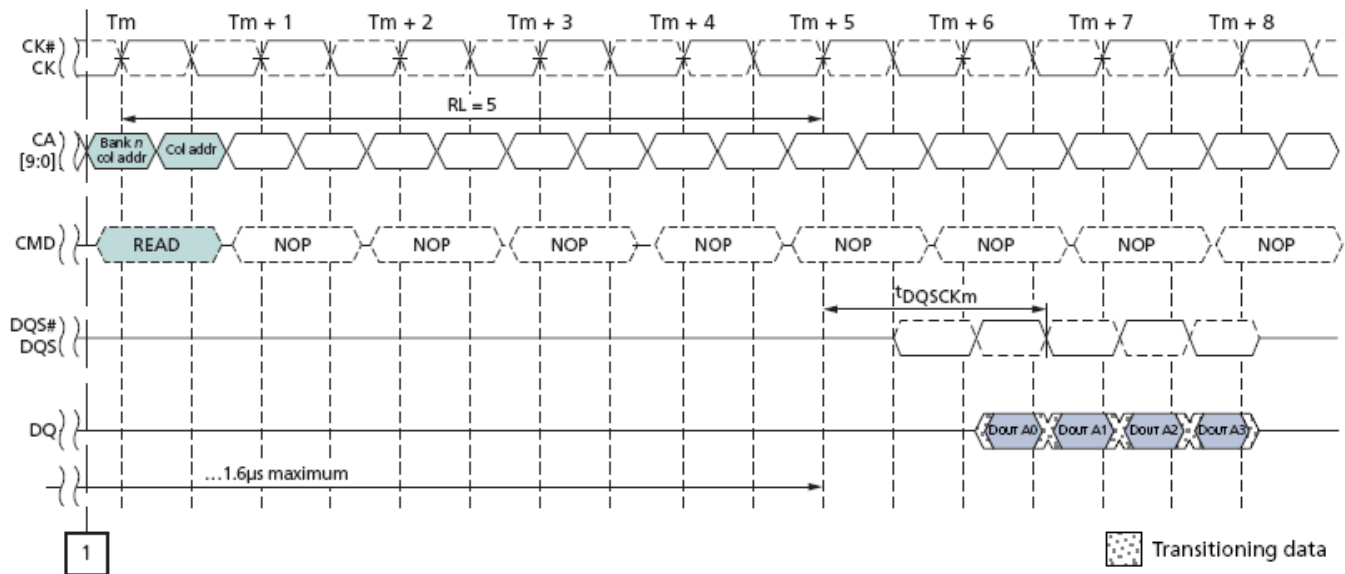 Tm Tm + 1 Tm + 2 Tm + 3 Tm + 4 Tm + 5 Tm + 6 Tm + 7 Tm + 8
CK#
CK
RL = 5
CA
[9:0]
Bank n
col addr
Col addr
CMD READ NOP NOP NOP NOP NOP NOP NOP NOP
tDQSCKm
DQS#
DQS
DQ DOUT A0 DOUT A1 DOUT A2 DOUT A3
...1.6μs maximum
1
Transitioning data